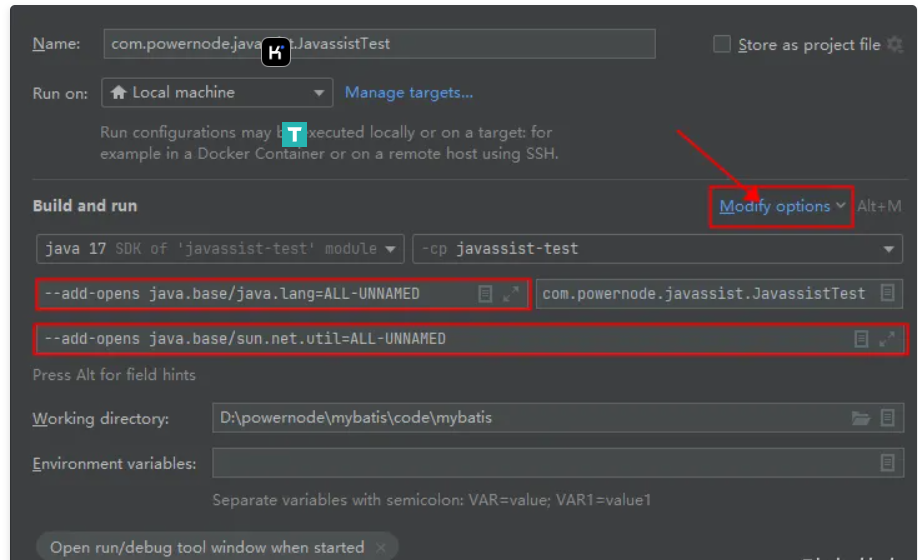 Name: com.powernode.java st.JavassistTest Store as project file
Run on: Local machine Manage targets...
Run configurations may b executed locally or on a target: for
example in a Docker Container or on a remote host using SSH.
Build and run Modify options Alt+M
java 17 SDK of 'javassist-test' module -cp javassist-test
--add-opens java.base/java.lang=ALL-UNNAMED com.powernode.javassist.JavassistTest
--add-opens java.base/sun.net.util=ALL-UNNAMED
Press Alt for field hints
Working directory: D:\powernode\mybatis\code\mybatis
Environment variables:
Separate variables with semicolon: VAR=value; VAR1=value1
Open run/debug tool window when started